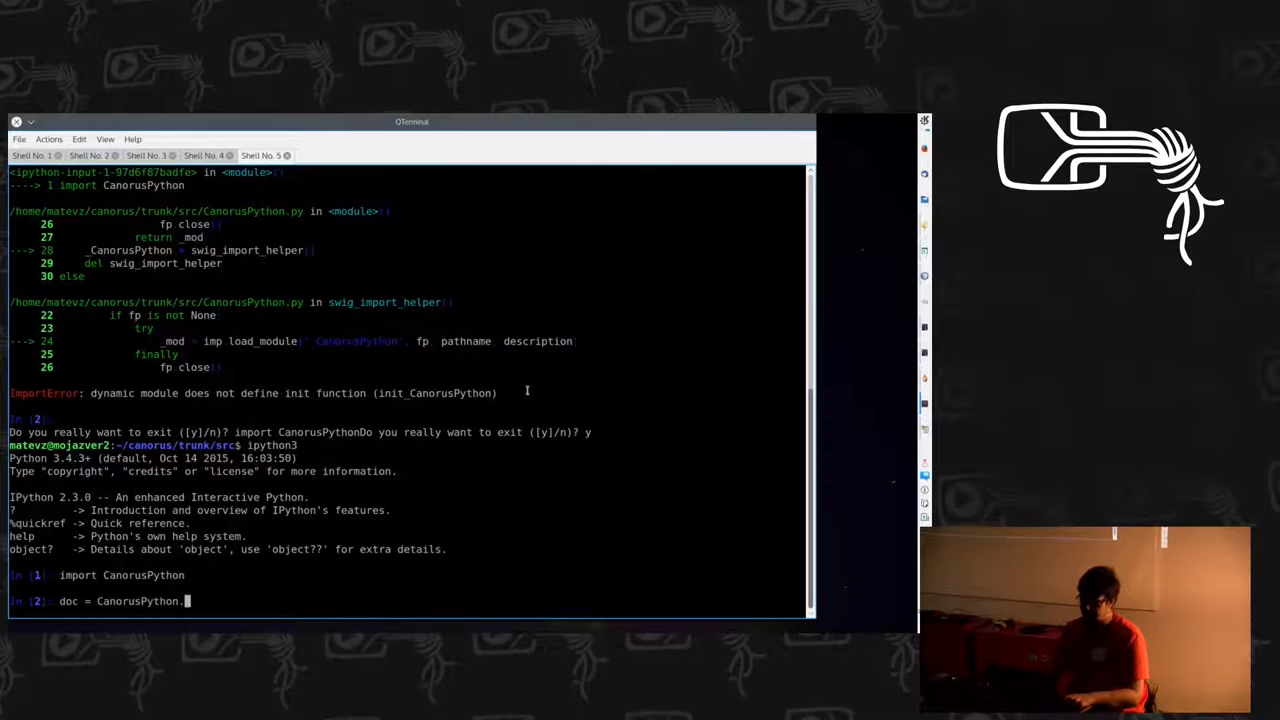 QTerminal
File Actions Edit View Help
Shell No. 1 Shell No. 2 Shell No. 3 Shell No. 4 Shell No. 5
<ipython-input-1-97d6f87badfe> in <module>()
----> 1 import CanorusPython
/home/matevz/canorus/trunk/src/CanorusPython.py in <module>()
26 fp close()
27 return _mod
---> 28 _CanorusPython = swig_import_helper()
29 del swig_import_helper
30 else
/home/matevz/canorus/trunk/src/CanorusPython.py in swig_import_helper()
22 if fp is not None
23 try
---> 24 _mod = imp load_module('_CanorusPython', fp pathname description)
25 finally
26 fp close()
ImportError: dynamic module does not define init function (init_CanorusPython)
In [2]:
Do you really want to exit ([y]/n)? import CanorusPythonDo you really want to exit ([y]/n)? y
matevz@mojazver2:~/canorus/trunk/src$ ipython3
Python 3.4.3+ (default, Oct 14 2015, 16:03:50)
Type "copyright", "credits" or "license" for more information.
IPython 2.3.0 -- An enhanced Interactive Python.
? -> Introduction and overview of IPython's features.
%quickref -> Quick reference.
help -> Python's own help system.
object? -> Details about 'object', use 'object??' for extra details.
In [1]: import CanorusPython
In [2]: doc = CanorusPython.